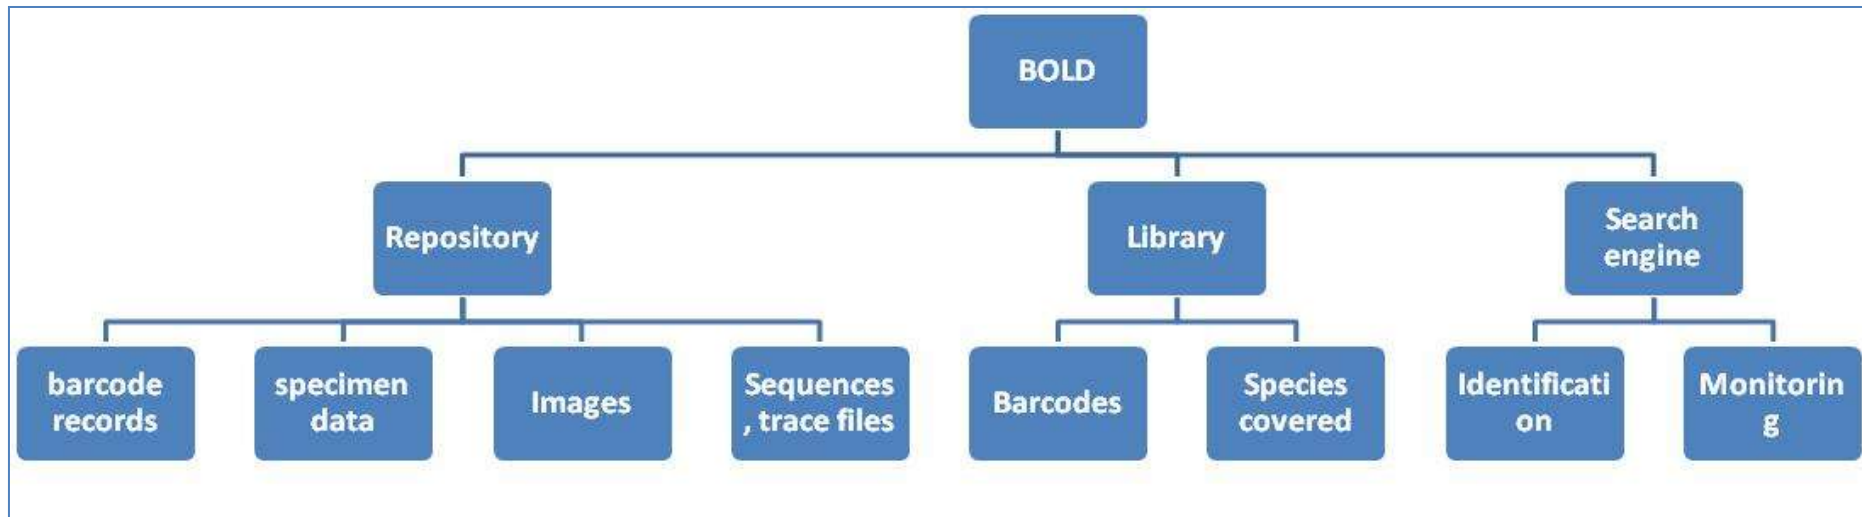 BOLD
Repository
Library
Search
engine
barcode
records
specimen
data
Images
Sequences
, trace files
Barcodes
Species
covered
Identificati
on
Monitorin
g